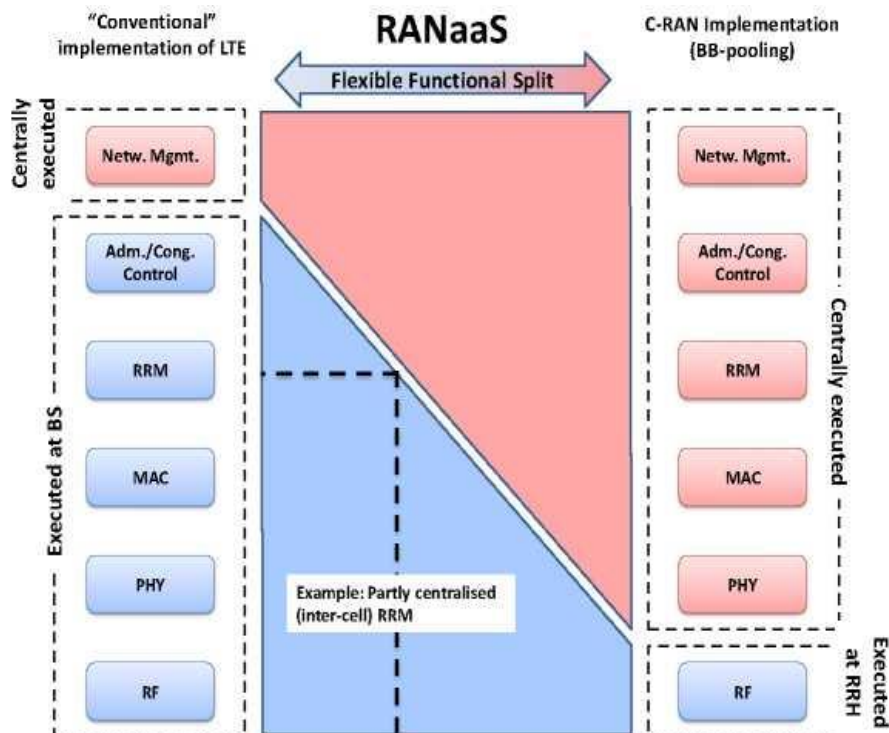 “Conventional”
implementation of LTE
RANaaS
Flexible Functional Split
C-RAN Implementation
(BB-pooling)
Centrally
executed
Netw. Mgmt.
Executed at BS
Adm./Cong.
Control
RRM
MAC
PHY
RF
Example: Partly centralised
(inter-cell) RRM
Netw. Mgmt.
Adm./Cong.
Control
RRM
MAC
PHY
Centrally executed
RF
Executed
at RRH